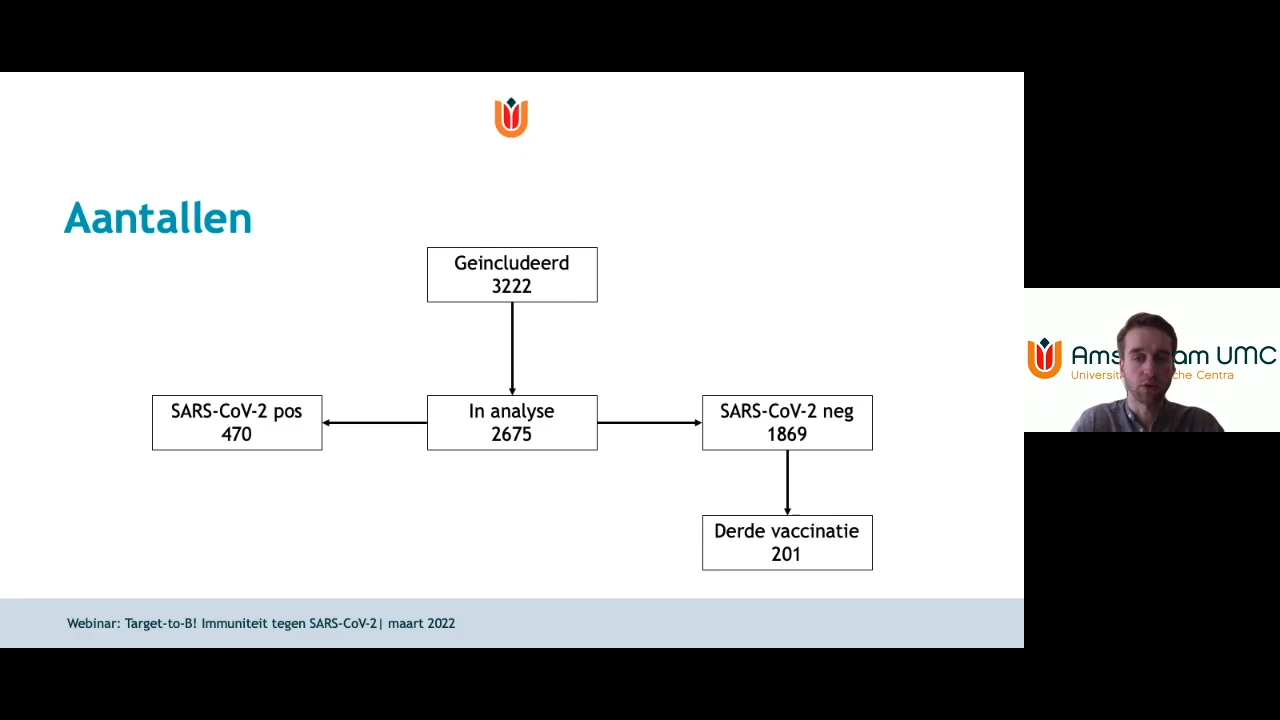 Aantallen
Geincludeerd
3222
SARS-CoV-2 pos
470
In analyse
2675
SARS-CoV-2 neg
1869
Derde vaccinatie
201
Webinar: Target-to-B! Immuniteit tegen SARS-CoV-2| maart 2022
UMC